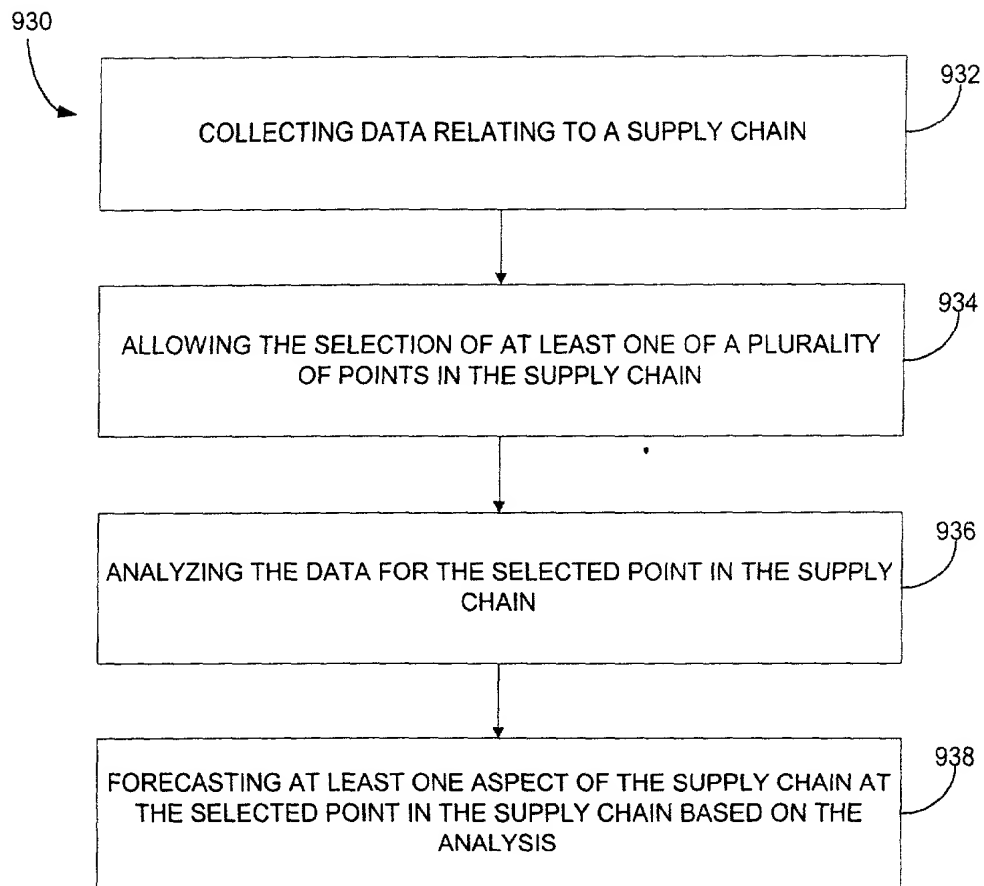 930
932
COLLECTING DATA RELATING TO A SUPPLY CHAIN
934
ALLOWING THE SELECTION OF AT LEAST ONE OF A PLURALITY
OF POINTS IN THE SUPPLY CHAIN
936
ANALYZING THE DATA FOR THE SELECTED POINT IN THE SUPPLY
CHAIN
938
FORECASTING AT LEAST ONE ASPECT OF THE SUPPLY CHAIN AT
THE SELECTED POINT IN THE SUPPLY CHAIN BASED ON THE
ANALYSIS